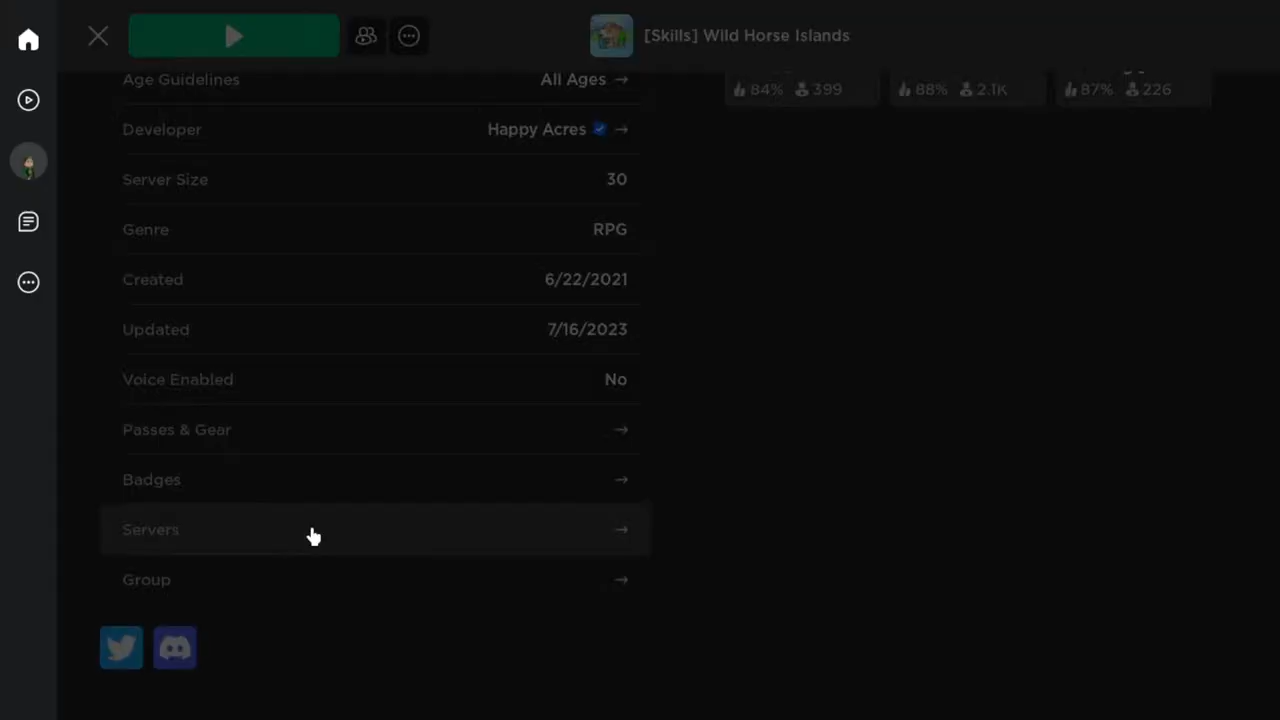 [Skills] Wild Horse Islands
Age Guidelines All Ages →
84% 399 88% 2.1K 87% 226
Developer Happy Acres →
Server Size 30
Genre RPG
Created 6/22/2021
Updated 7/16/2023
Voice Enabled No
Passes & Gear →
Badges →
Servers →
Group →